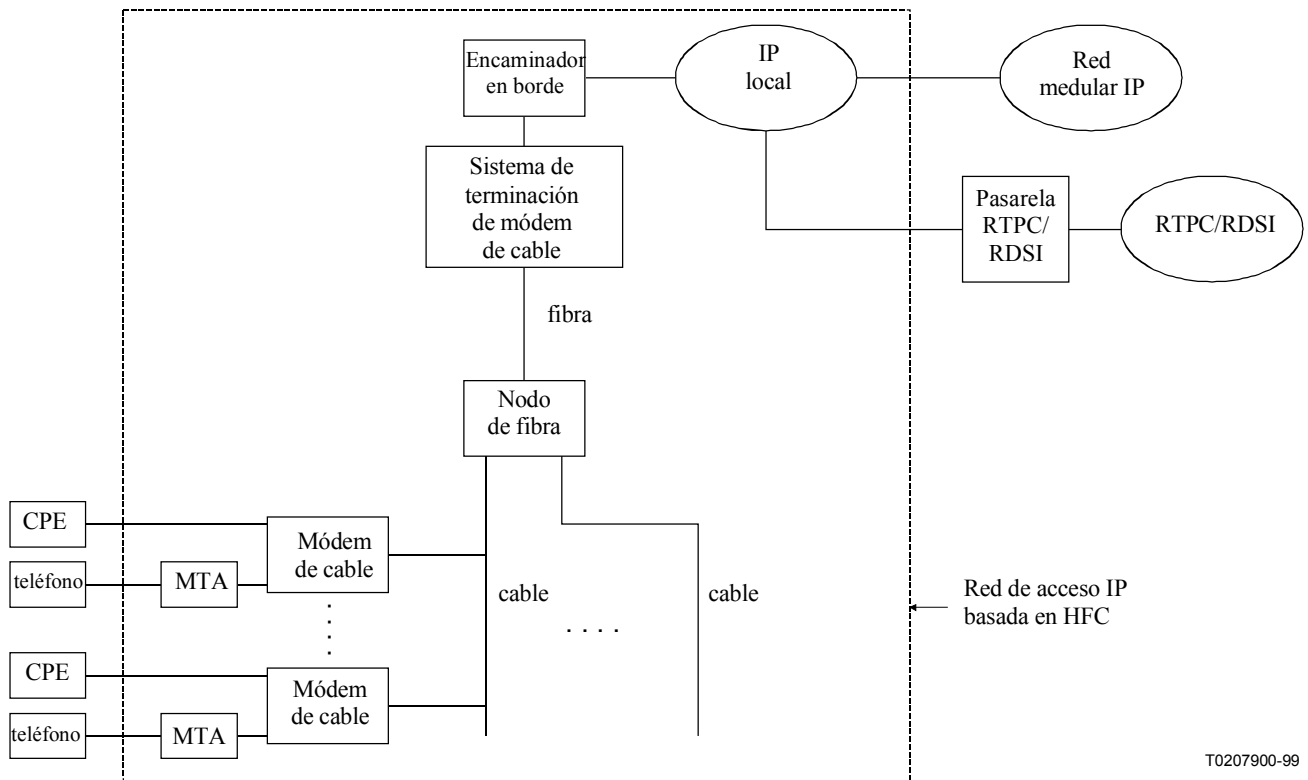 Encaminador
en borde
IP
local
Red
medular IP
Sistema de
terminación
de módem
de cable
Pasarela
RTPC/
RDSI
RTPC/RDSI
fibra
Nodo
de fibra
CPE
Módem
de cable
teléfono
MTA
cable
cable
Red de acceso IP
basada en HFC
. . . .
CPE
Módem
de cable
teléfono
MTA
T0207900-99